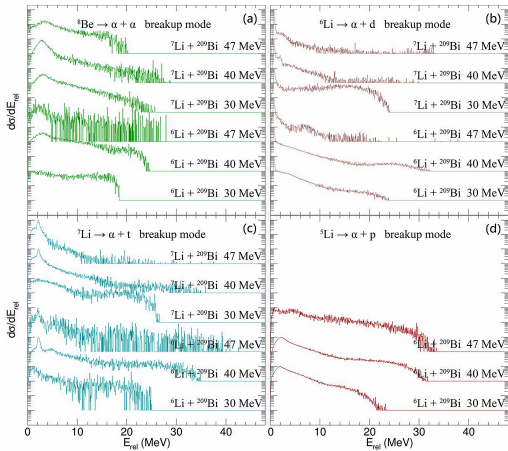 ⁸Be → α + α breakup mode (a)
⁷Li + ²⁰⁹Bi 47 MeV
⁷Li + ²⁰⁹Bi 40 MeV
⁷Li + ²⁰⁹Bi 30 MeV
⁶Li + ²⁰⁹Bi 47 MeV
⁶Li + ²⁰⁹Bi 40 MeV
⁶Li + ²⁰⁹Bi 30 MeV
dσ/dE_rel
⁶Li → α + d breakup mode (b)
⁷Li + ²⁰⁹Bi 47 MeV
⁷Li + ²⁰⁹Bi 40 MeV
⁷Li + ²⁰⁹Bi 30 MeV
⁶Li + ²⁰⁹Bi 47 MeV
⁶Li + ²⁰⁹Bi 40 MeV
⁶Li + ²⁰⁹Bi 30 MeV
(c) ⁷Li → α + t breakup mode
⁷Li + ²⁰⁹Bi 47 MeV
⁷Li + ²⁰⁹Bi 40 MeV
⁷Li + ²⁰⁹Bi 30 MeV
⁶Li + ²⁰⁹Bi 47 MeV
⁶Li + ²⁰⁹Bi 40 MeV
⁶Li + ²⁰⁹Bi 30 MeV
dσ/dE_rel
0 10 20 30 40
E_rel (MeV)
⁵Li → α + p breakup mode (d)
⁶Li + ²⁰⁹Bi 47 MeV
⁶Li + ²⁰⁹Bi 40 MeV
⁶Li + ²⁰⁹Bi 30 MeV
0 10 20 30 40
E_rel (MeV)